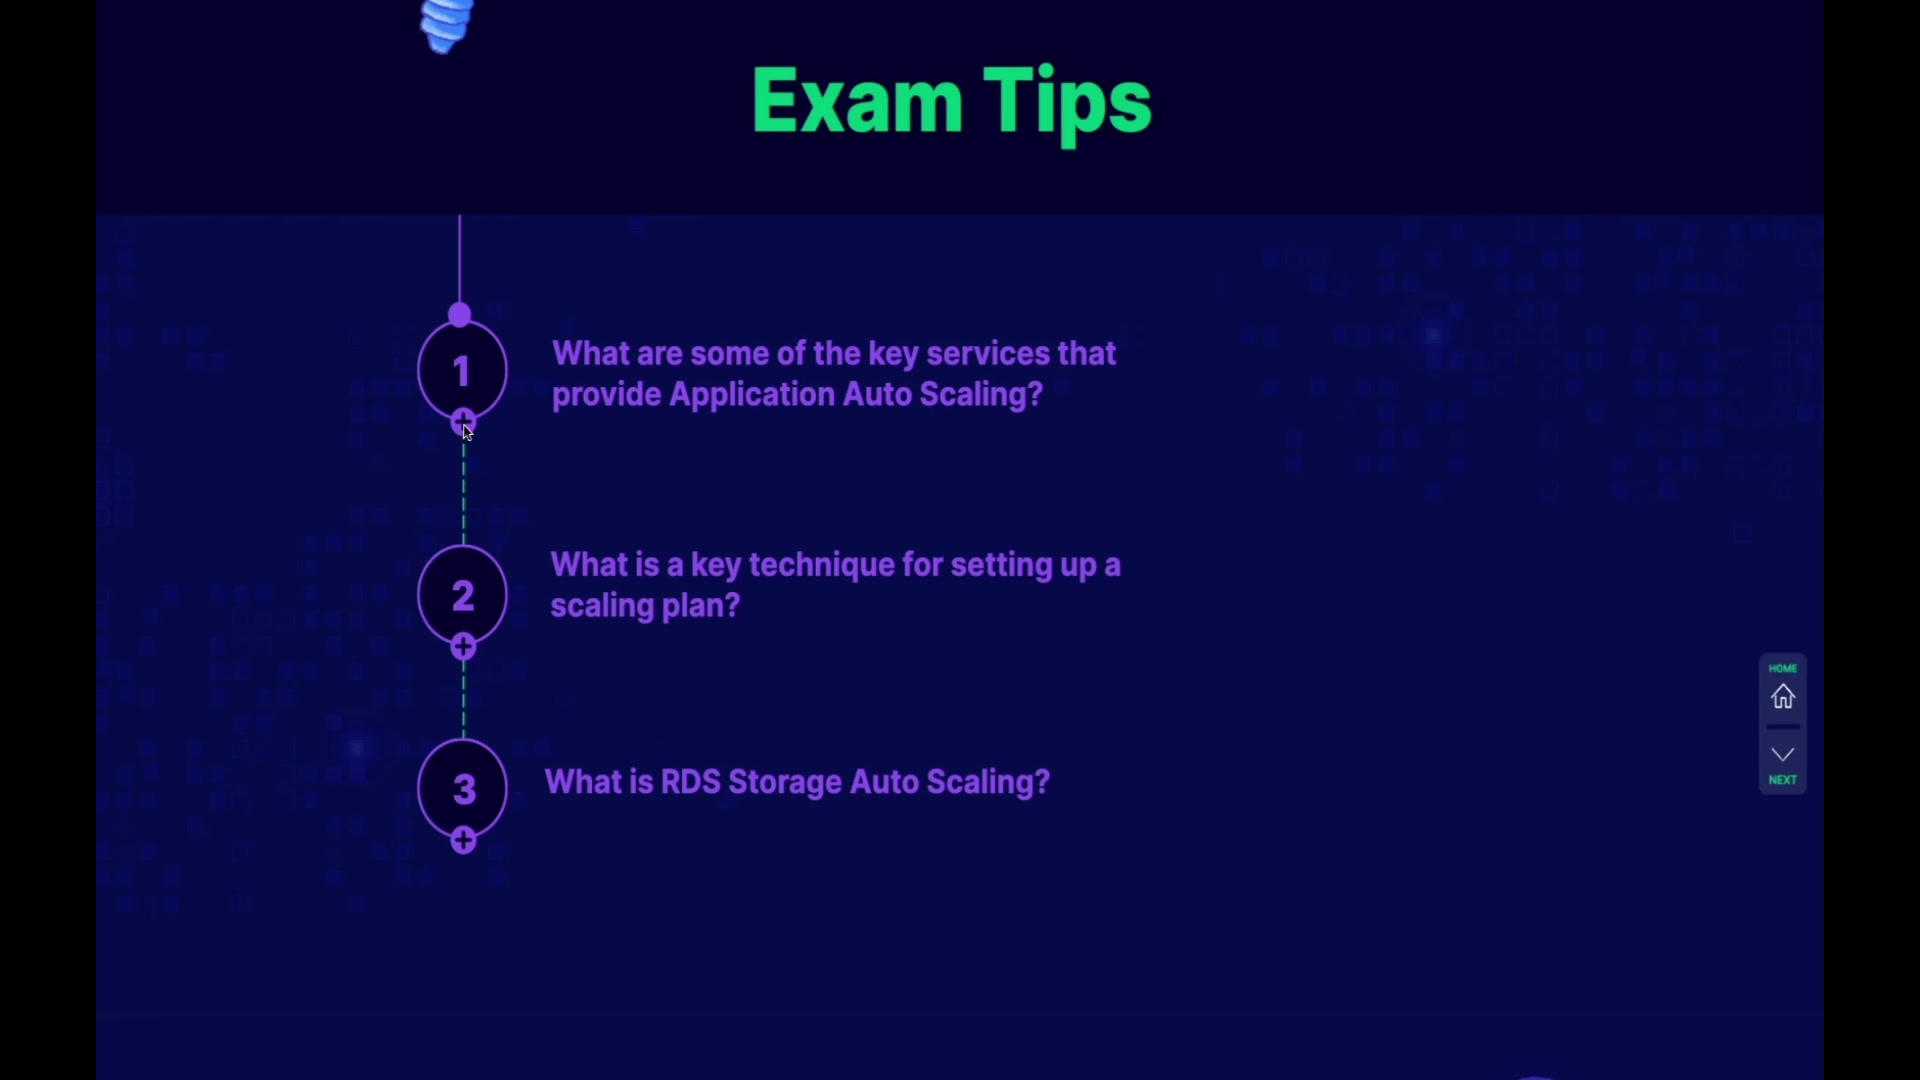 Exam Tips
1
What are some of the key services that
provide Application Auto Scaling?
2
What is a key technique for setting up a
scaling plan?
3
What is RDS Storage Auto Scaling?
HOME
NEXT